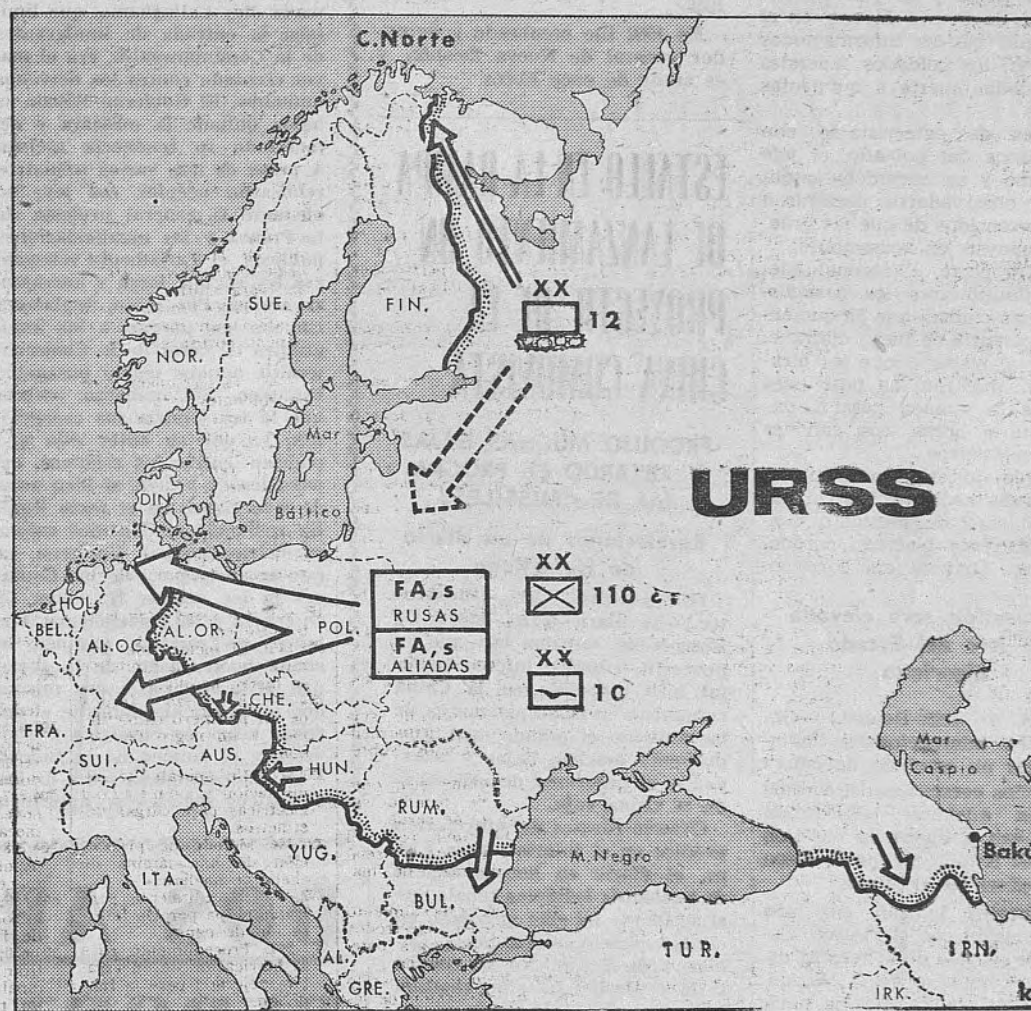 C.Norte
SUE.
FIN.
NOR.
XX
12
Mar
Báltico
DIN.
URSS
HOL.
BEL.
AL.OC.
AL.OR.
POL.
FA,s
RUSAS
FA,s
ALIADAS
XX
110
XX
10
CHE.
FRA.
SUI.
AUS.
HUN.
RUM.
Mar.
Caspio
YUG.
ITA.
BUL.
M.Negro
Bakú
AL.
GRE.
TUR.
IRN.
IRK.
k